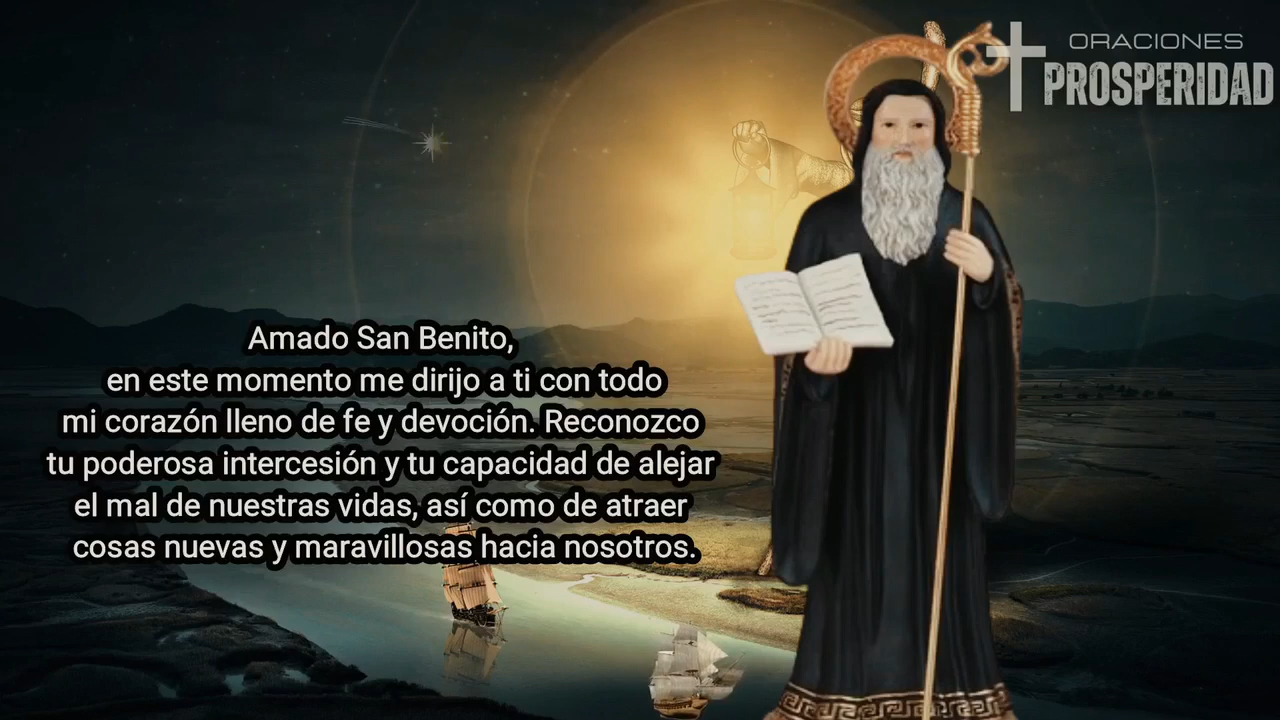 ORACIONES
PROSPERIDAD
Amado San Benito,
en este momento me dirijo a ti con todo
mi corazón lleno de fe y devoción. Reconozco
tu poderosa intercesión y tu capacidad de alejar
el mal de nuestras vidas, así como de atraer
cosas nuevas y maravillosas hacia nosotros.